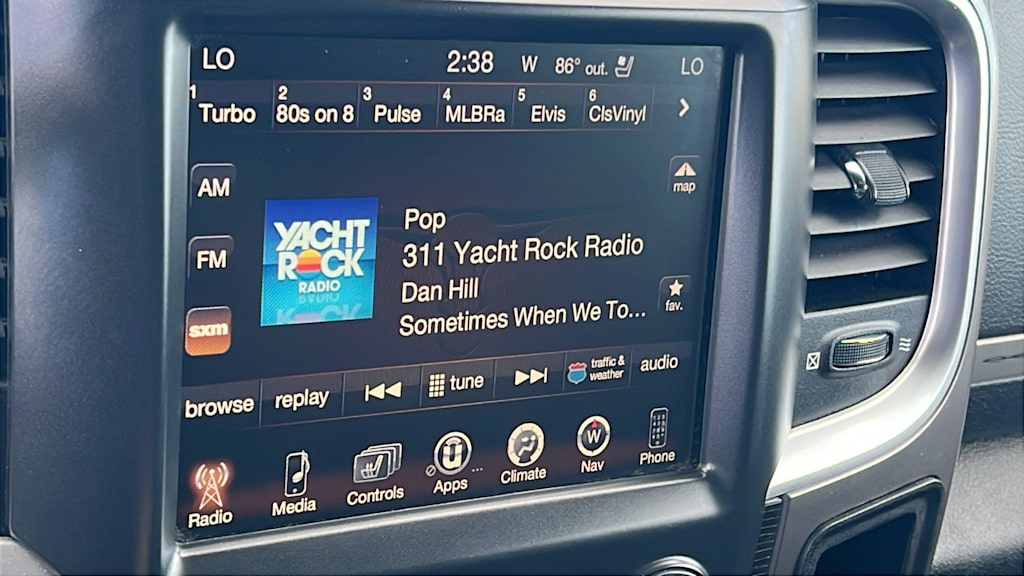 LO 2:38 W 86° out. LO
1 Turbo 2 80s on 8 3 Pulse 4 MLBRa 5 Elvis 6 ClsVinyl
AM
map
YACHT
ROCK
RADIO
Pop
311 Yacht Rock Radio
Dan Hill
Sometimes When We To...
FM
fav.
sxm
browse replay tune traffic & weather audio
Radio Media Controls Apps ... Climate W Nav Phone